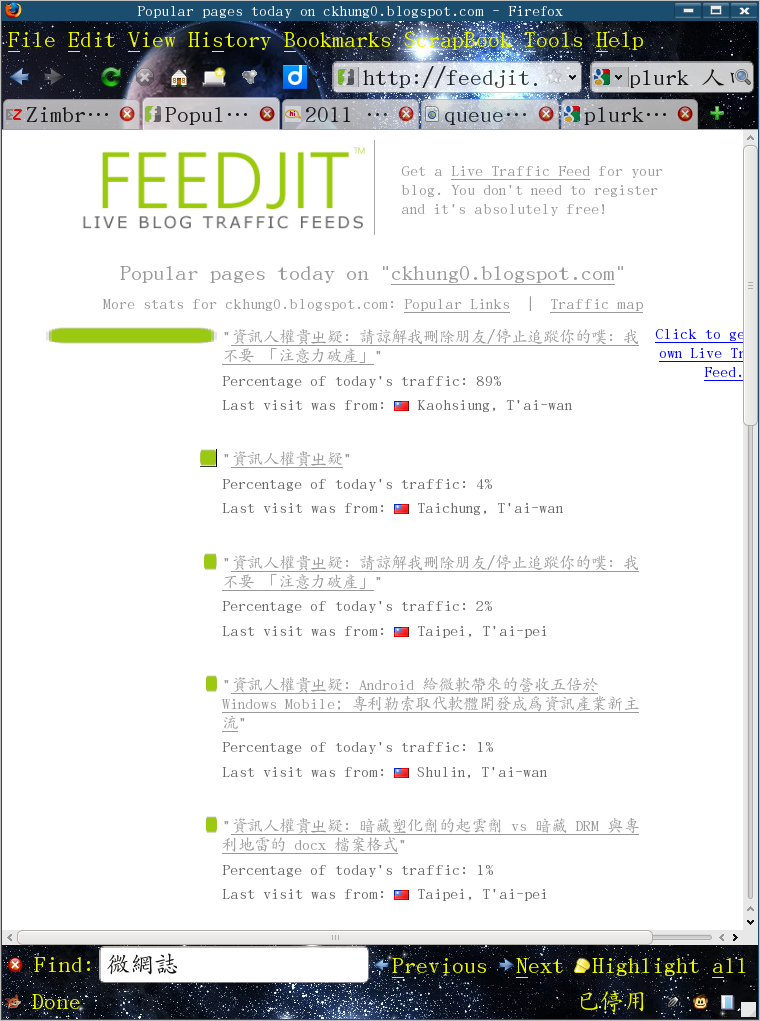 Popular pages today on ckhung0.blogspot.com - Firefox
File Edit View History Bookmarks ScrapBook Tools Help
http://feedjit. plurk 人
Zimbr··· Popul··· 2011 ··· queue··· plurk···
FEEDJIT™
LIVE BLOG TRAFFIC FEEDS
Get a Live Traffic Feed for your
blog. You don't need to register
and it's absolutely free!
Popular pages today on "ckhung0.blogspot.com"
More stats for ckhung0.blogspot.com: Popular Links | Traffic map
Click to ge
own Live Tr
Feed.
"資訊人權貴ㄓ疑: 請諒解我刪除朋友/停止追蹤你的噗: 我
不要 「注意力破產」"
Percentage of today's traffic: 89%
Last visit was from: Kaohsiung, T'ai-wan
"資訊人權貴ㄓ疑"
Percentage of today's traffic: 4%
Last visit was from: Taichung, T'ai-wan
"資訊人權貴ㄓ疑: 請諒解我刪除朋友/停止追蹤你的噗: 我
不要 「注意力破產」"
Percentage of today's traffic: 2%
Last visit was from: Taipei, T'ai-pei
"資訊人權貴ㄓ疑: Android 給微軟帶來的營收五倍於
Windows Mobile; 專利勒索取代軟體開發成為資訊產業新主
流"
Percentage of today's traffic: 1%
Last visit was from: Shulin, T'ai-wan
"資訊人權貴ㄓ疑: 暗藏塑化劑的起雲劑 vs 暗藏 DRM 與專
利地雷的 docx 檔案格式"
Percentage of today's traffic: 1%
Last visit was from: Taipei, T'ai-pei
Find: 微網誌 Previous Next Highlight all
Done 已停用